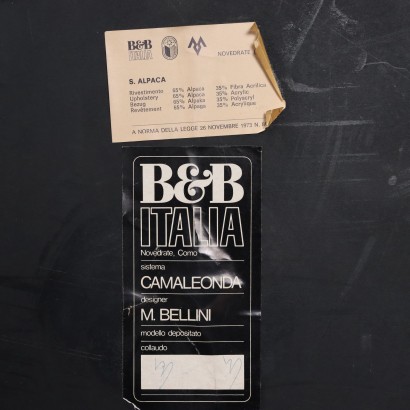 B&B
ITALIA
NOVEDRATE
S. ALPACA
Rivestimento 65% Alpaca 35% Fibra Acrilica
Upholstery 65% Alpaca 35% Acrylic
Bezug 65% Alpaka 35% Polyacryl
Revêtement 65% Alpaga 35% Acrylique
A NORMA DELLA LEGGE 26 NOVEMBRE 1973 N.
B&B
ITALIA
Novedrate, Como
sistema
CAMALEONDA
designer
M. BELLINI
modello depositato
collaudo